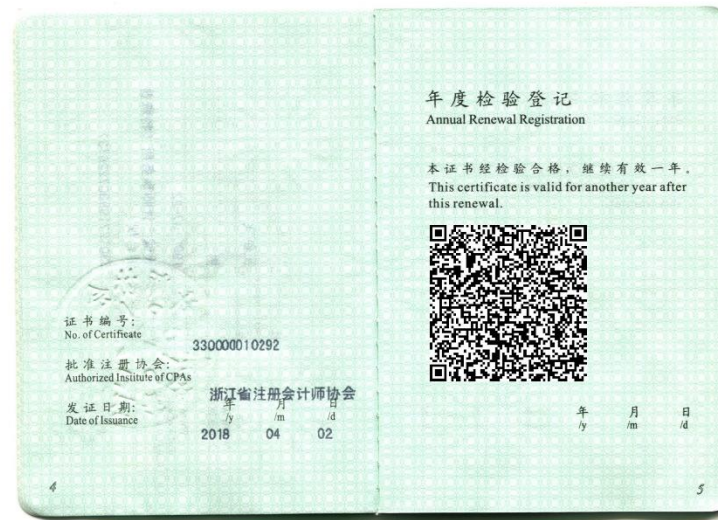 证书编号:
No. of Certificate
330000010292
批准注册协会:
Authorized Institute of CPAs
浙江省注册会计师协会
发证日期:
Date of Issuance
年 月 日
/y /m /d
2018 04 02
4
年度检验登记
Annual Renewal Registration
本证书经检验合格，继续有效一年。
This certificate is valid for another year after
this renewal.
年 月 日
/y /m /d
5